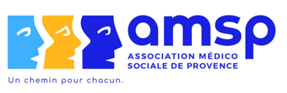 amsp
ASSOCIATION MÉDICO
SOCIALE DE PROVENCE
Un chemin pour chacun.